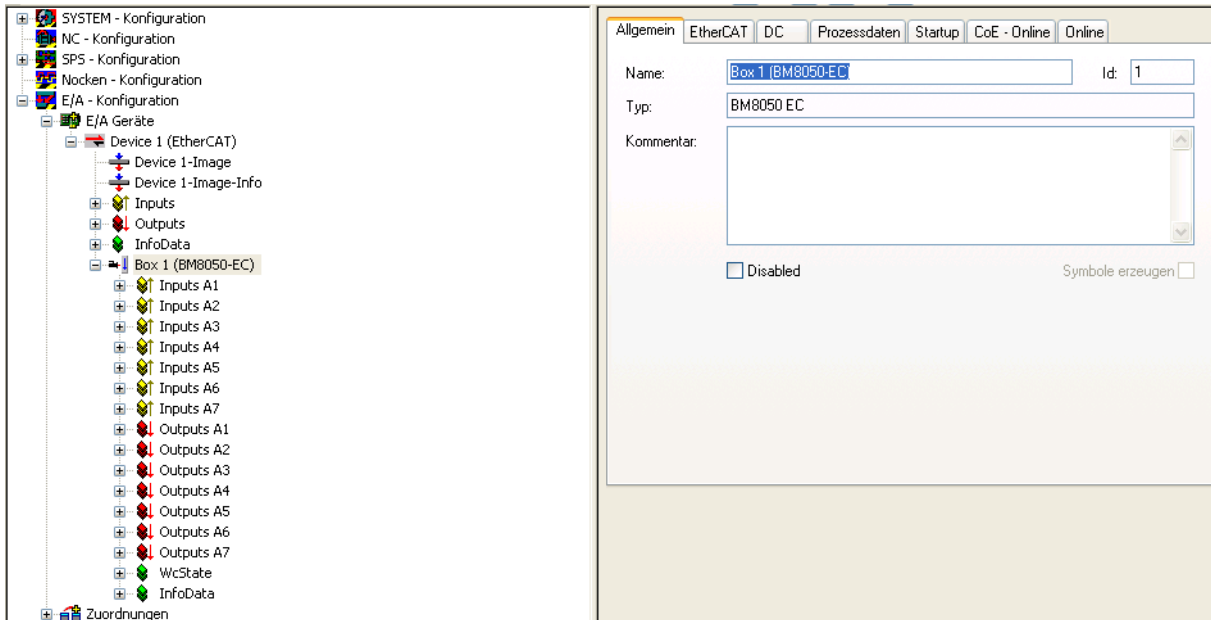 SYSTEM - Konfiguration
NC - Konfiguration
SPS - Konfiguration
Nocken - Konfiguration
E/A - Konfiguration
E/A Geräte
Device 1 (EtherCAT)
Device 1-Image
Device 1-Image-Info
Inputs
Outputs
InfoData
Box 1 (BM8050-EC)
Inputs A1
Inputs A2
Inputs A3
Inputs A4
Inputs A5
Inputs A6
Inputs A7
Outputs A1
Outputs A2
Outputs A3
Outputs A4
Outputs A5
Outputs A6
Outputs A7
WcState
InfoData
Zuordnungen
Allgemein EtherCAT DC Prozessdaten Startup CoE - Online Online
Name: Box 1 (BM8050-EC) Id: 1
Typ: BM8050 EC
Kommentar:
Disabled Symbole erzeugen